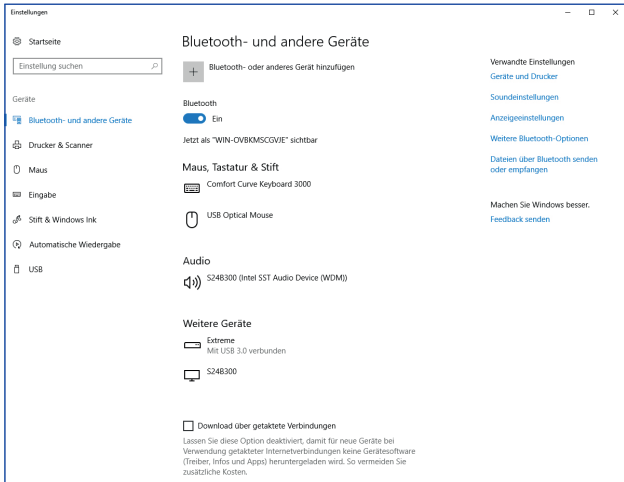 Einstellungen
Startseite
Einstellung suchen
Geräte
Bluetooth- und andere Geräte
Drucker & Scanner
Maus
Eingabe
Stift & Windows Ink
Automatische Wiedergabe
USB
Bluetooth- und andere Geräte
Bluetooth- oder anderes Gerät hinzufügen
Bluetooth
Ein
Jetzt als "WIN-OVBKMSCGVJE" sichtbar
Maus, Tastatur & Stift
Comfort Curve Keyboard 3000
USB Optical Mouse
Audio
S24B300 (Intel SST Audio Device (WDM))
Weitere Geräte
Extreme
Mit USB 3.0 verbunden
S24B300
Download über getaktete Verbindungen
Lassen Sie diese Option deaktiviert, damit für neue Geräte bei
Verwendung getakteter Internetverbindungen keine Gerätesoftware
(Treiber, Infos und Apps) heruntergeladen wird. So vermeiden Sie
zusätzliche Kosten.
Verwandte Einstellungen
Geräte und Drucker
Soundeinstellungen
Anzeigeeinstellungen
Weitere Bluetooth-Optionen
Dateien über Bluetooth senden
oder empfangen
Machen Sie Windows besser.
Feedback senden